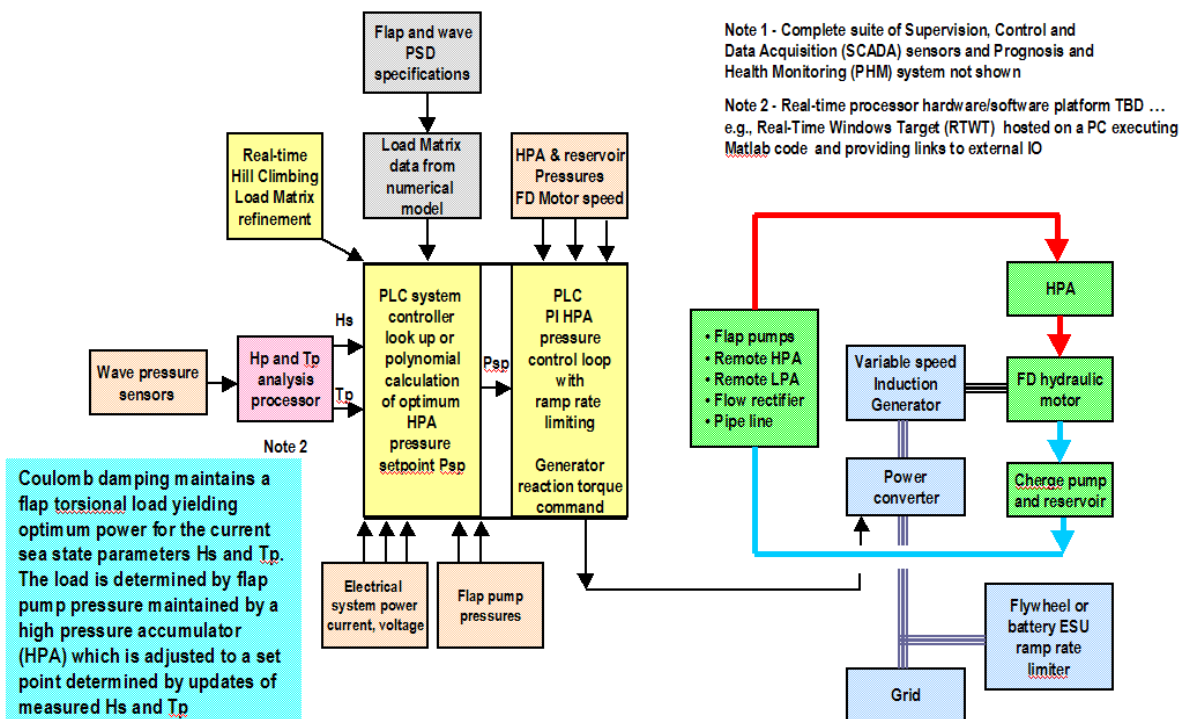 Flap and wave
PSD
specifications
Note 1 - Complete suite of Supervision, Control and
Data Acquisition (SCADA) sensors and Prognosis and
Health Monitoring (PHM) system not shown
Note 2 - Real-time processor hardware/software platform TBD …
e.g., Real-Time Windows Target (RTWT) hosted on a PC executing
Matlab code and providing links to external IO
Real-time
Hill Climbing
Load Matrix
refinement
Load Matrix
data from
numerical
model
HPA & reservoir
Pressures
FD Motor speed
Wave pressure
sensors
Hp and Tp
analysis
processor
Note 2
Hs
Tp
PLC system
controller
look up or
polynomial
calculation
of optimum
HPA
pressure
setpoint Psp
Psp
PLC
PI HPA
pressure
control loop
with
ramp rate
limiting
Generator
reaction torque
command
Electrical
system power
current, voltage
Flap pump
pressures
• Flap pumps
• Remote HPA
• Remote LPA
• Flow rectifier
• Pipe line
HPA
Variable speed
Induction
Generator
FD hydraulic
motor
Power
converter
Cherge pump
and reservoir
Flywheel or
battery ESU
ramp rate
limiter
Grid
Coulomb damping maintains a
flap torsional load yielding
optimum power for the current
sea state parameters Hs and Tp.
The load is determined by flap
pump pressure maintained by a
high pressure accumulator
(HPA) which is adjusted to a set
point determined by updates of
measured Hs and Tp